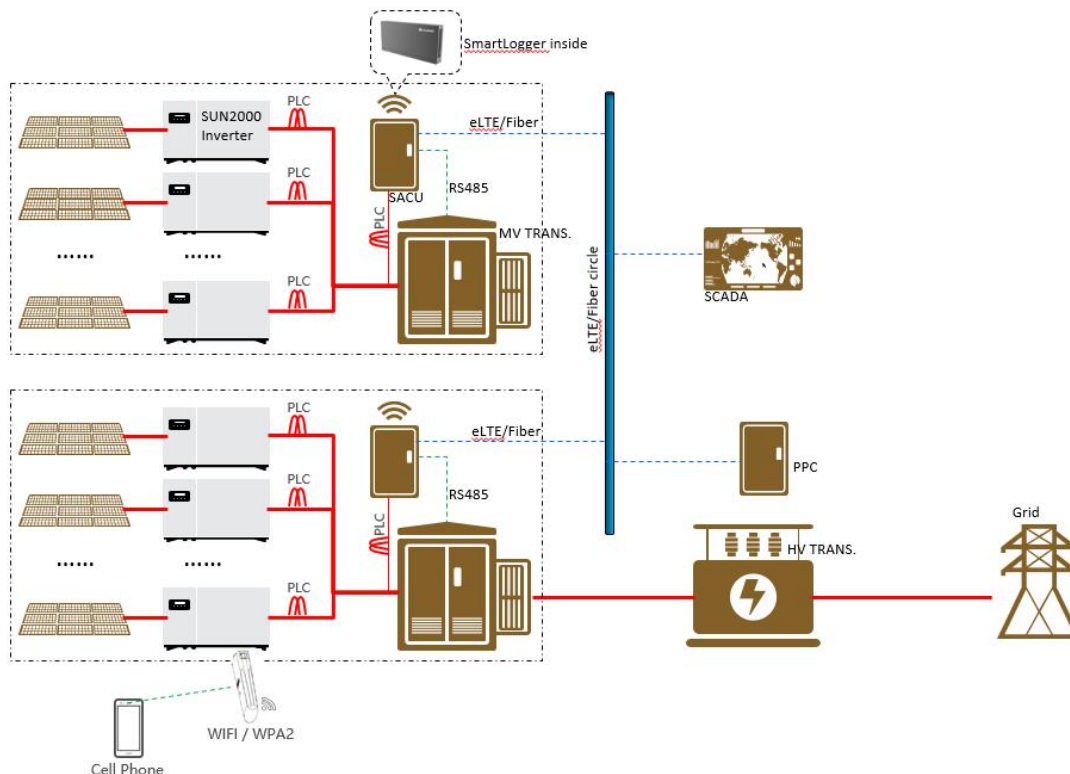 SmartLogger inside
PLC
SUN2000
Inverter
eLTE/Fiber
PLC
RS485
SACU
PLC
MV TRANS.
......
......
PLC
SCADA
eLTE/Fiber circle
PLC
eLTE/Fiber
PLC
RS485
PPC
PLC
Grid
HV TRANS.
......
......
PLC
WIFI / WPA2
Cell Phone